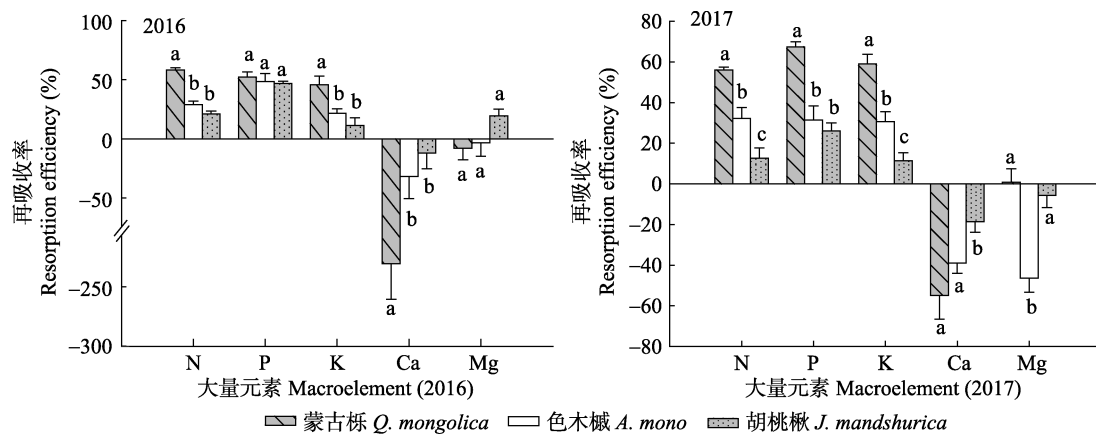 2016
再吸收率
Resorptiion efficiency (%)
100
50
0
−50
−250
−300
a
b
b
a
a
a
a
b
b
a
b
b
a
a
a
N
P
K
Ca
Mg
大量元素 Macroelement (2016)
2017
再吸收率
Resorptiion efficiency (%)
80
60
40
20
0
−20
−40
−60
−80
a
b
c
a
b
b
a
b
c
a
a
b
a
b
a
N
P
K
Ca
Mg
大量元素 Macroelement (2017)
蒙古栎 Q. mongolica
色木槭 A. mono
胡桃楸 J. mandshurica